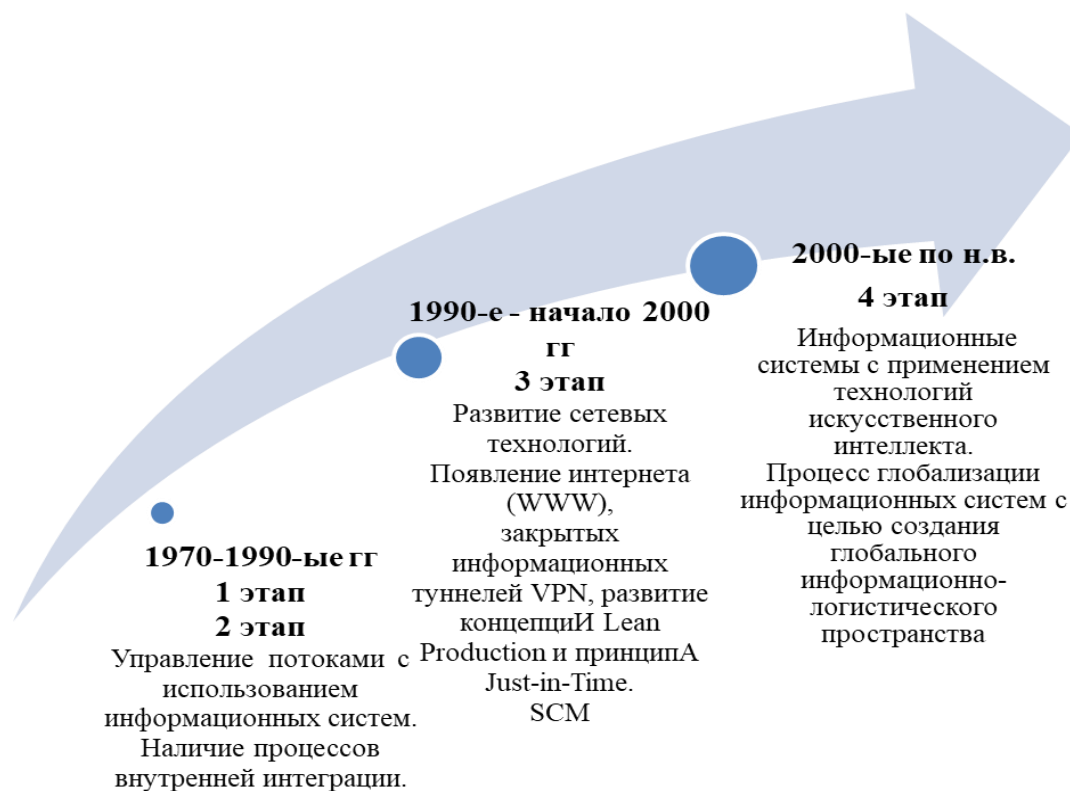 1970-1990-ые гг
1 этап
2 этап
Управление потоками с
использованием
информационных систем.
Наличие процессов
внутренней интеграции.
1990-е - начало 2000
гг
3 этап
Развитие сетевых
технологий.
Появление интернета
(WWW),
закрытых
информационных
туннелей VPN, развитие
концепциИ Lean
Production и принципА
Just-in-Time.
SCM
2000-ые по н.в.
4 этап
Информационные
системы с применением
технологий
искусственного
интеллекта.
Процесс глобализации
информационных систем с
целью создания
глобального
информационно-
логистического
пространства